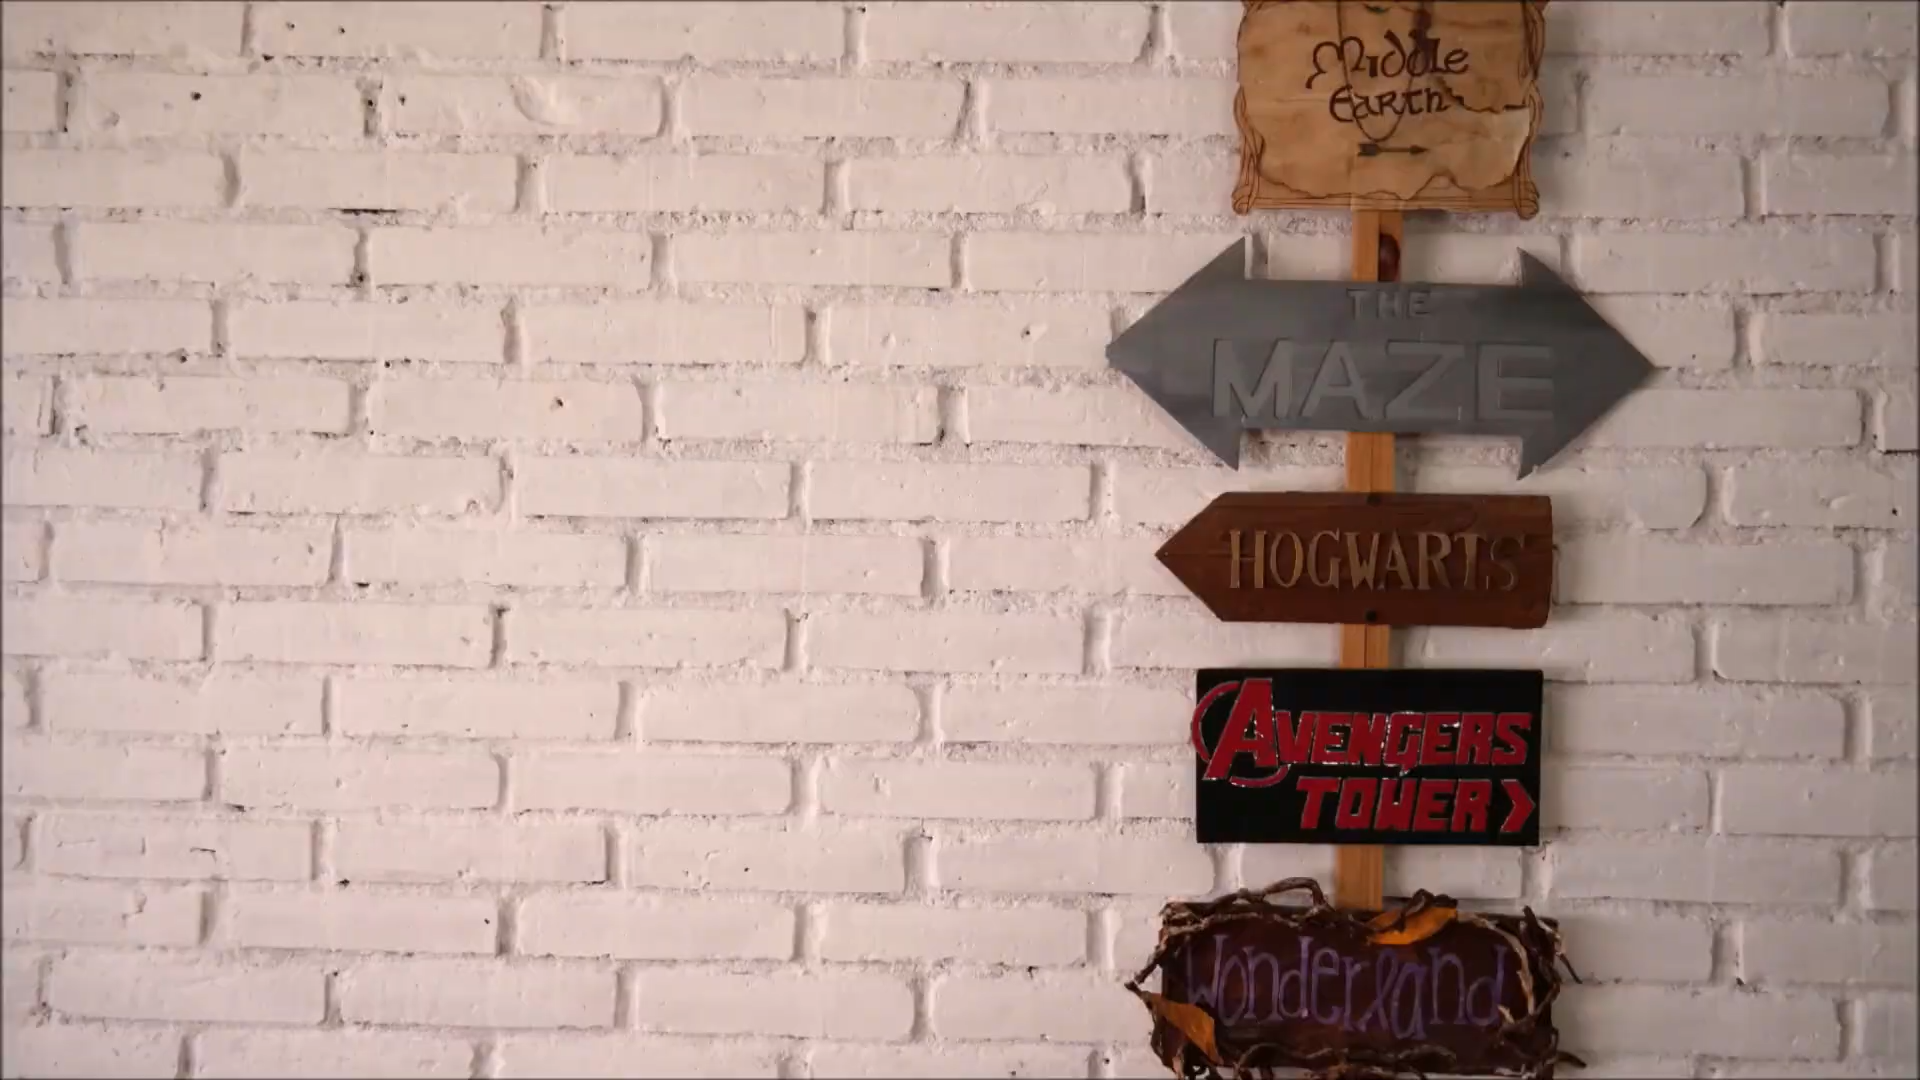 Middle
Earth
THE
MAZE
HOGWARTS
AVENGERS
TOWER
Wonderland